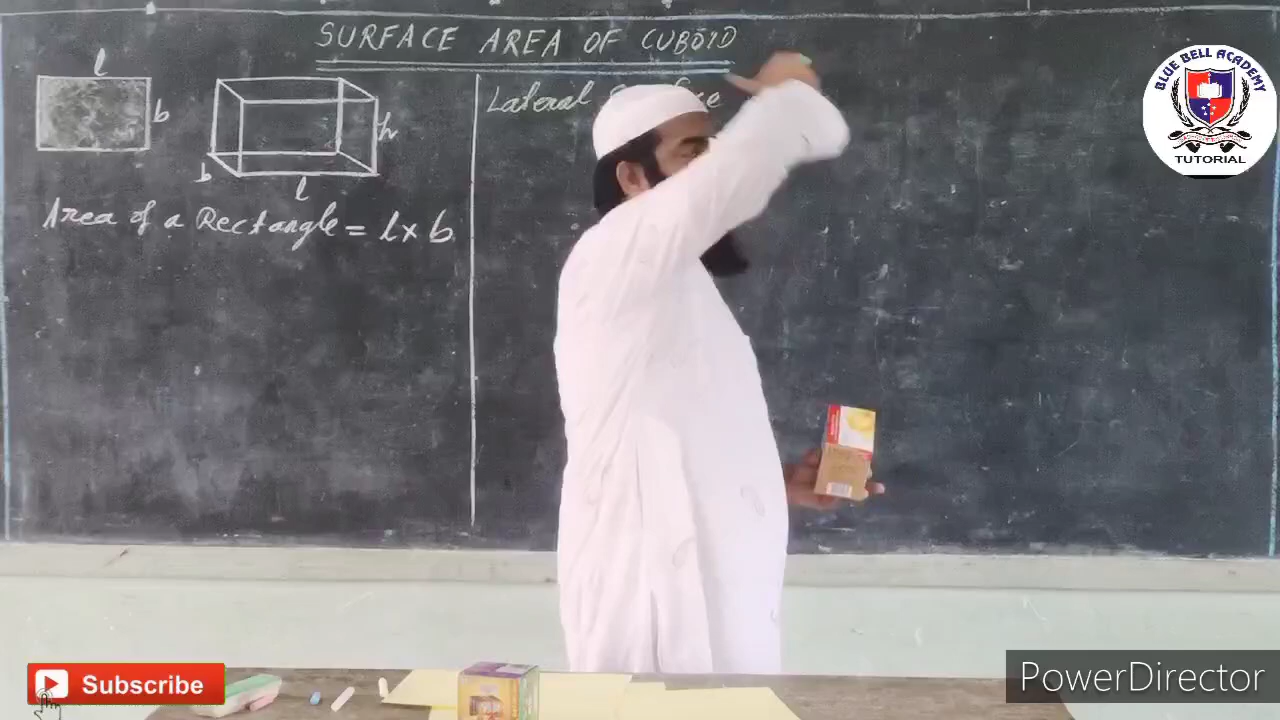 SURFACE AREA OF CUBOID
l
b
h
b
l
Area of a Rectangle = l x b
Lateral
BLUE BELL ACADEMY
TUTORIAL
Subscribe
PowerDirector